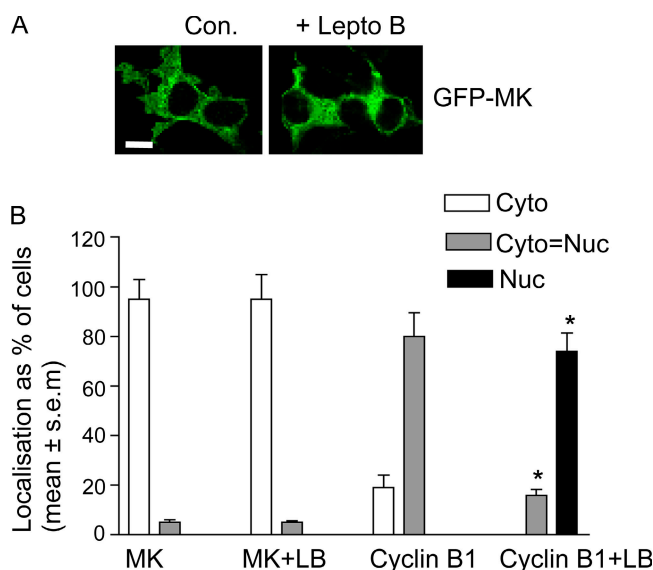 A
Con. + Lepto B
GFP-MK
B
Cyto
Cyto=Nuc
Nuc
Localisation as % of cells
(mean ± s.e.m)
120
100
80
60
40
20
0
* *
MK MK+LB Cyclin B1 Cyclin B1+LB